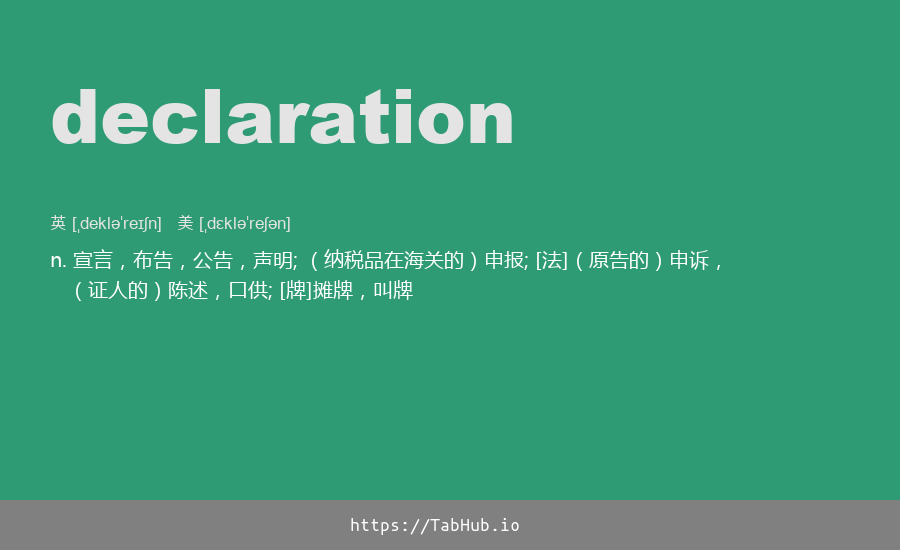 declaration
英 [ˌdekləˈreɪʃn] 美 [ˌdɛkləˈreʃən]
n. 宣言，布告，公告，声明; （纳税品在海关的）申报; [法]（原告的）申诉，
（证人的）陈述，口供; [牌]摊牌，叫牌
https://TabHub.io